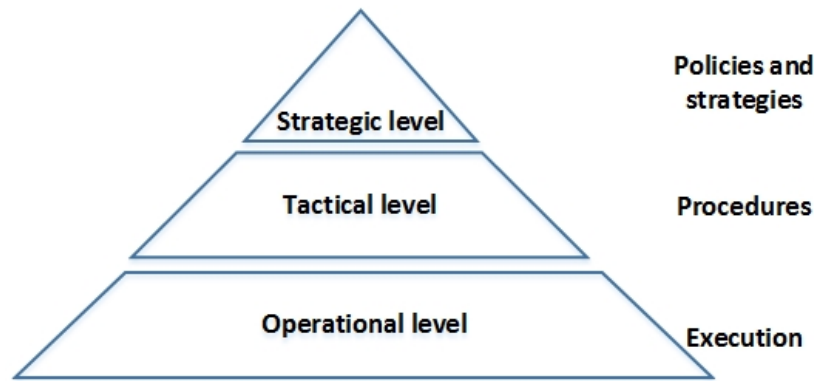 Policies and
strategies
Strategic level
Tactical level
Procedures
Operational level
Execution